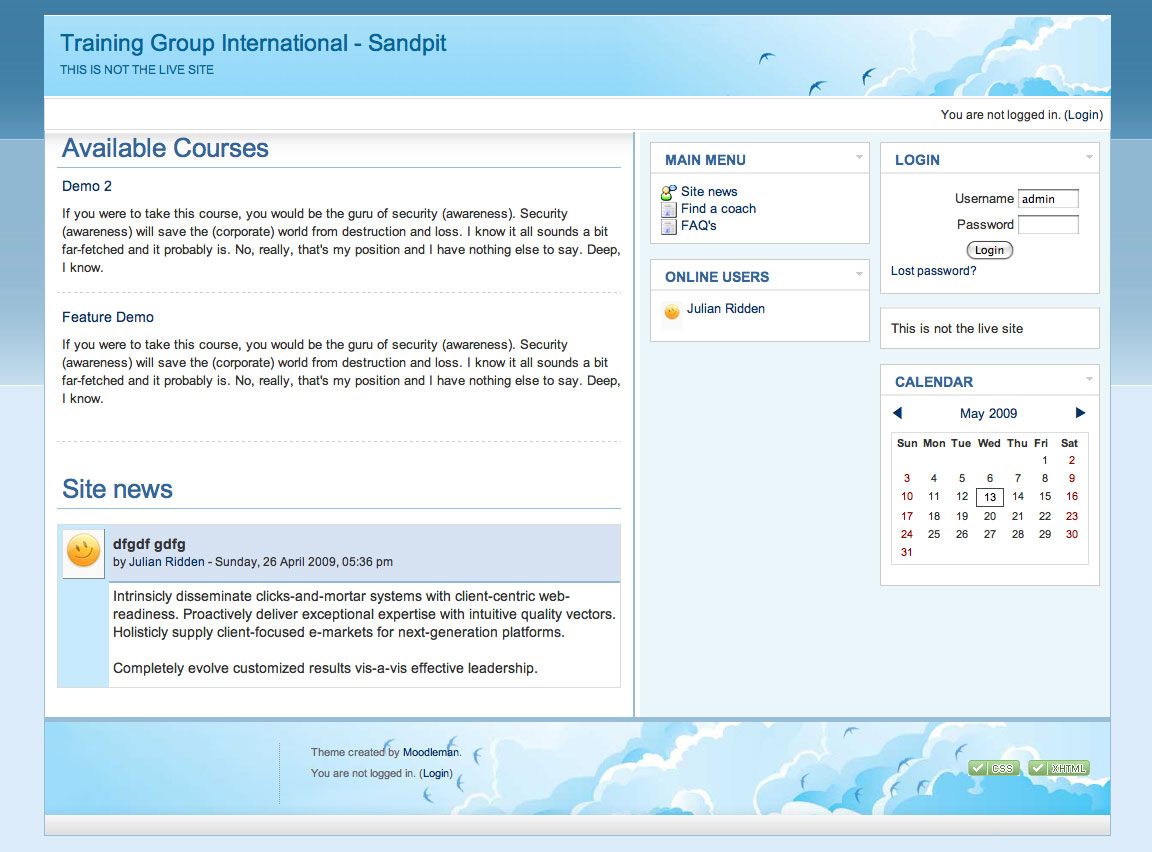 Training Group International - Sandpit
THIS IS NOT THE LIVE SITE
You are not logged in. (Login)
Available Courses
Demo 2
If you were to take this course, you would be the guru of security (awareness). Security
(awareness) will save the (corporate) world from destruction and loss. I know it all sounds a bit
far-fetched and it probably is. No, really, that's my position and I have nothing else to say. Deep,
I know.
Feature Demo
If you were to take this course, you would be the guru of security (awareness). Security
(awareness) will save the (corporate) world from destruction and loss. I know it all sounds a bit
far-fetched and it probably is. No, really, that's my position and I have nothing else to say. Deep,
I know.
Site news
dfgdf gdfg
by Julian Ridden - Sunday, 26 April 2009, 05:36 pm
Intrinsicly disseminate clicks-and-mortar systems with client-centric web-
readiness. Proactively deliver exceptional expertise with intuitive quality vectors.
Holisticly supply client-focused e-markets for next-generation platforms.
Completely evolve customized results vis-a-vis effective leadership.
MAIN MENU
Site news
Find a coach
FAQ's
ONLINE USERS
Julian Ridden
LOGIN
Username admin
Password
Login
Lost password?
This is not the live site
CALENDAR
May 2009
Sun Mon Tue Wed Thu Fri Sat
1 2
3 4 5 6 7 8 9
10 11 12 13 14 15 16
17 18 19 20 21 22 23
24 25 26 27 28 29 30
31
Theme created by Moodleman.
You are not logged in. (Login)
CSS XHTML